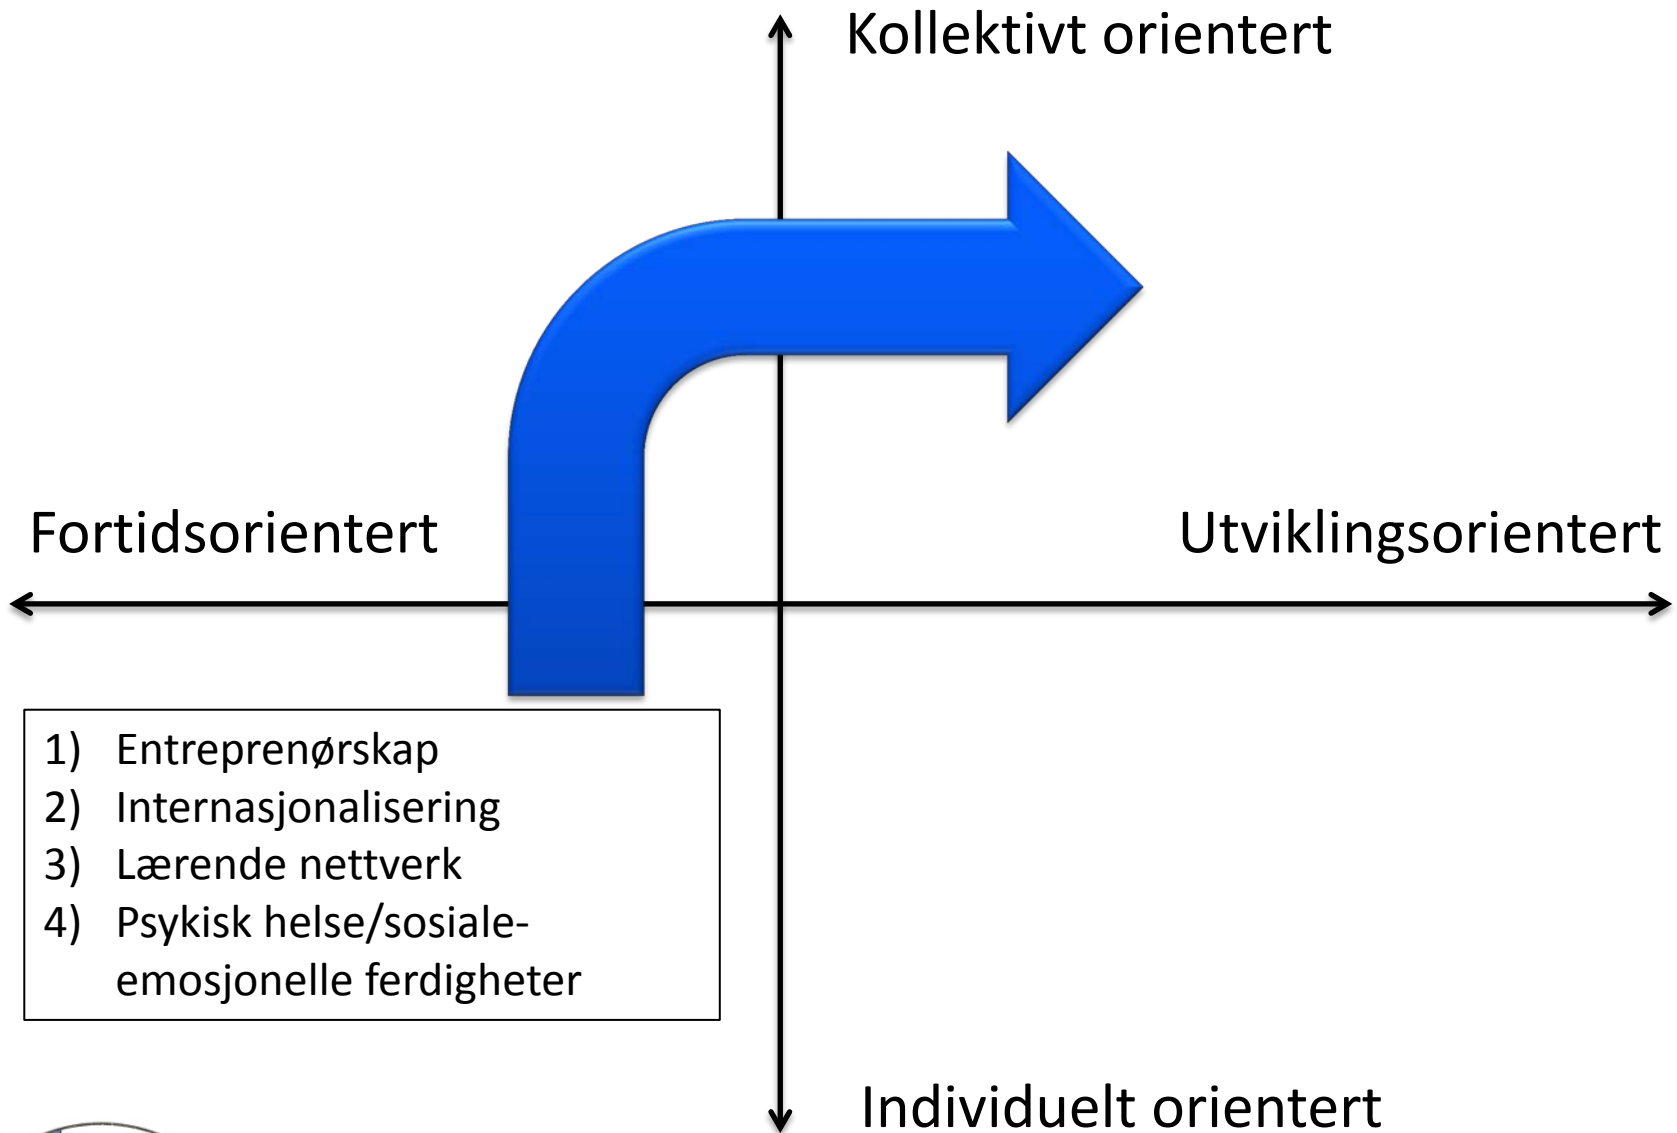 Kollektivt orientert
Fortidsorientert
Utviklingsorientert
1) Entreprenørskap
2) Internasjonalisering
3) Lærende nettverk
4) Psykisk helse/sosiale-
emosjonelle ferdigheter
Individuelt orientert